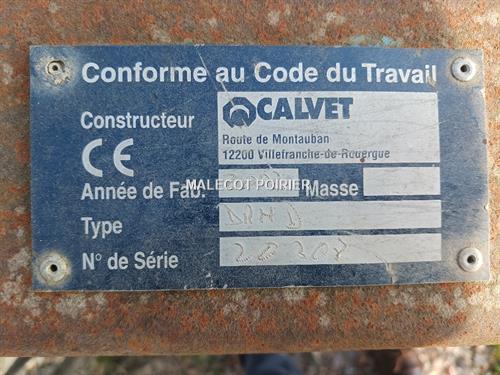 Conforme au Code du Travail
Constructeur
CALVET
Route de Montauban
12200 Villefranche-de-Rouergue
CE
Année de Fab. Masse
MALECOT POIRIER
Type DRH D
N° de Série